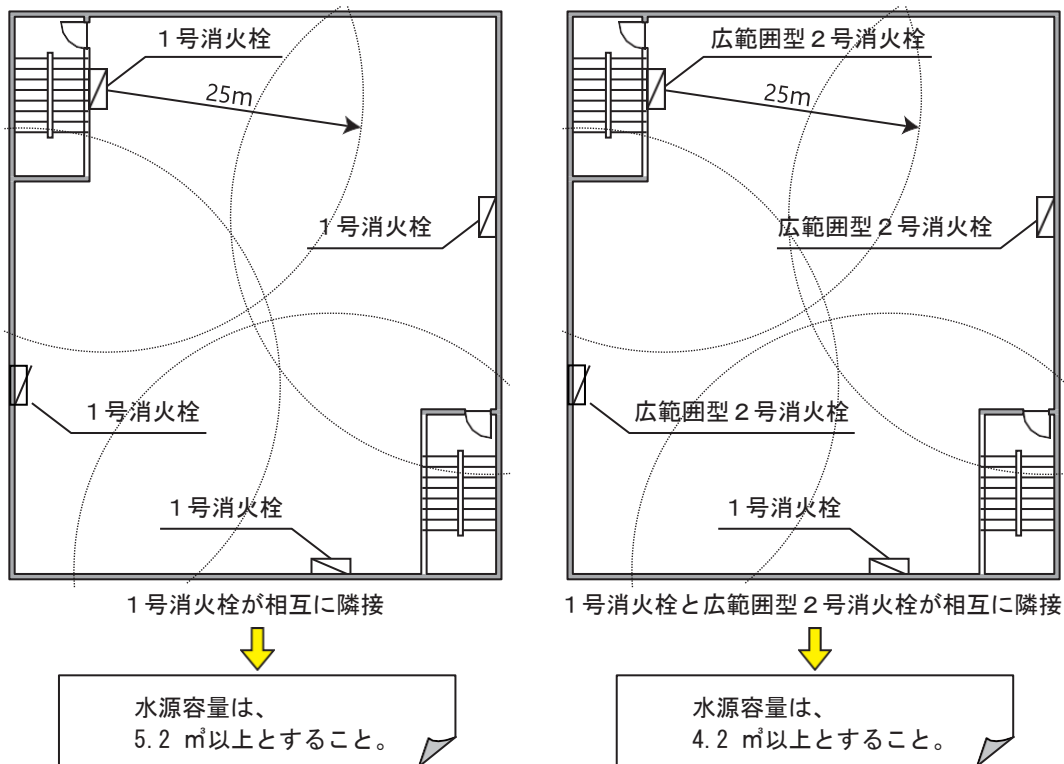 1号消火栓
25m
1号消火栓
1号消火栓
1号消火栓
1号消火栓が相互に隣接
水源容量は、
5.2 ㎥以上とすること。
広範囲型2号消火栓
25m
広範囲型2号消火栓
広範囲型2号消火栓
1号消火栓
1号消火栓と広範囲型2号消火栓が相互に隣接
水源容量は、
4.2 ㎥以上とすること。